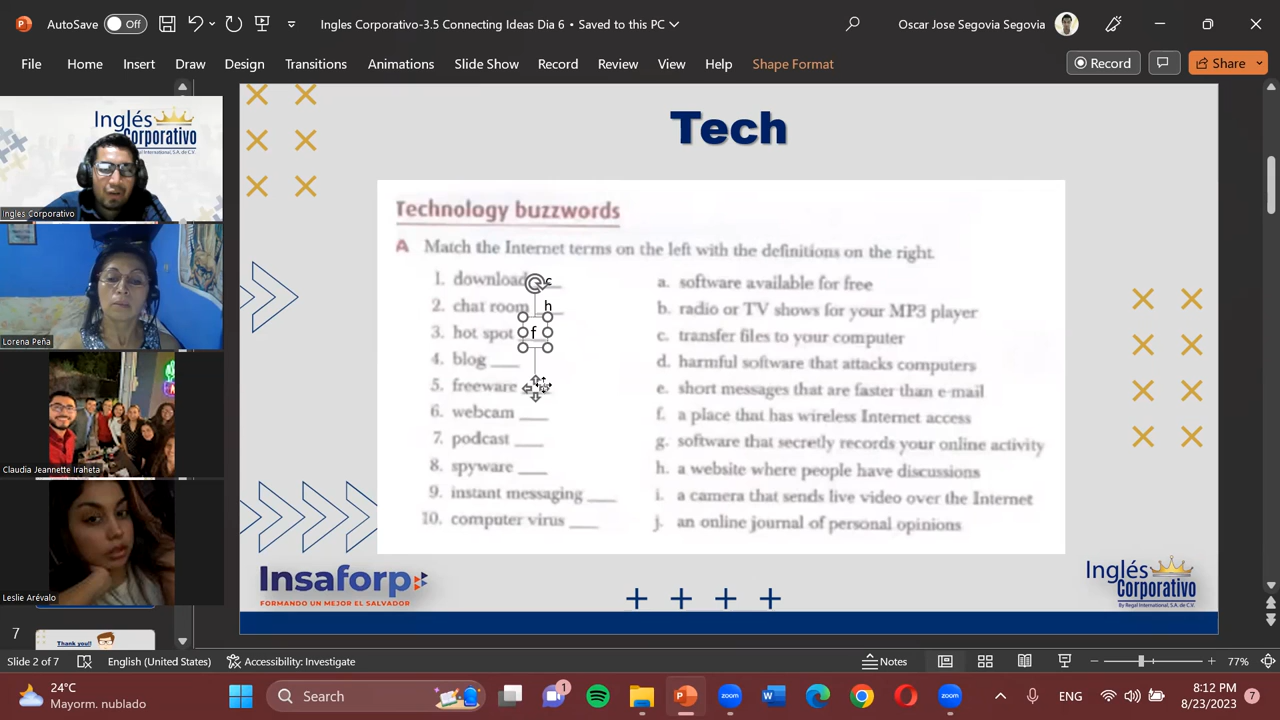 AutoSave Off Ingles Corporativo-3.5 Connecting Ideas Dia 6 • Saved to this PC Oscar Jose Segovia Segovia
File Home Insert Draw Design Transitions Animations Slide Show Record Review View Help Shape Format Record Share
Inglés
Corporativo
Ingles Corporativo
Lorena Peña
Claudia Jeannette Iraheta
Leslie Arévalo
7
Thank you!!
Tech
Technology buzzwords
A Match the Internet terms on the left with the definitions on the right.
1. download c a. software available for free
2. chat room h b. radio or TV shows for your MP3 player
3. hot spot f c. transfer files to your computer
4. blog ____ d. harmful software that attacks computers
5. freeware e. short messages that are faster than e-mail
6. webcam ____ f. a place that has wireless Internet access
7. podcast ____ g. software that secretly records your online activity
8. spyware ____ h. a website where people have discussions
9. instant messaging ____ i. a camera that sends live video over the Internet
10. computer virus ____ j. an online journal of personal opinions
Insaforp
FORMANDO UN MEJOR EL SALVADOR
Inglés
Corporativo
By Regal International, S.A. de C.V.
Slide 2 of 7 English (United States) Accessibility: Investigate Notes 77%
24°C
Mayorm. nublado
Search
1
ENG
8:12 PM
8/23/2023
7